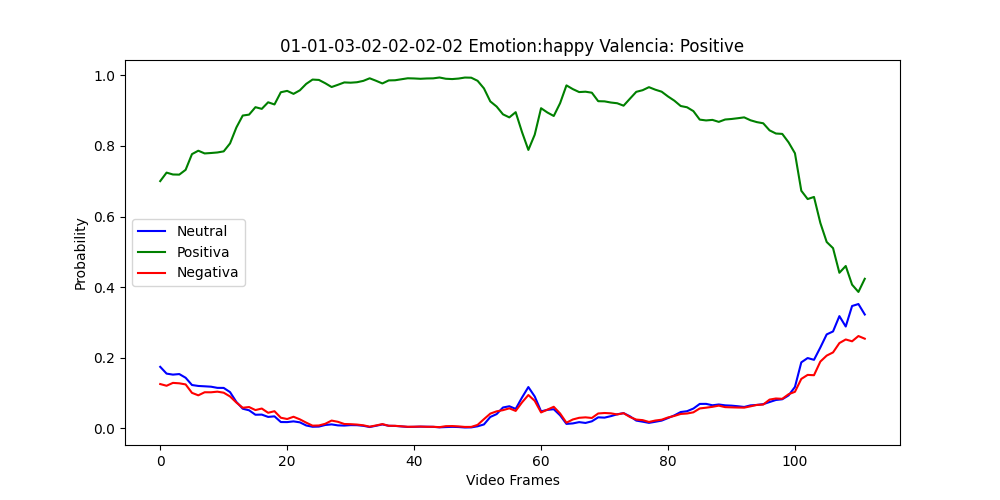 01-01-03-02-02-02-02 Emotion:happy Valencia: Positive
1.0
0.8
0.6
0.4
0.2
0.0
Probability
Neutral
Positiva
Negativa
0 20 40 60 80 100
Video Frames